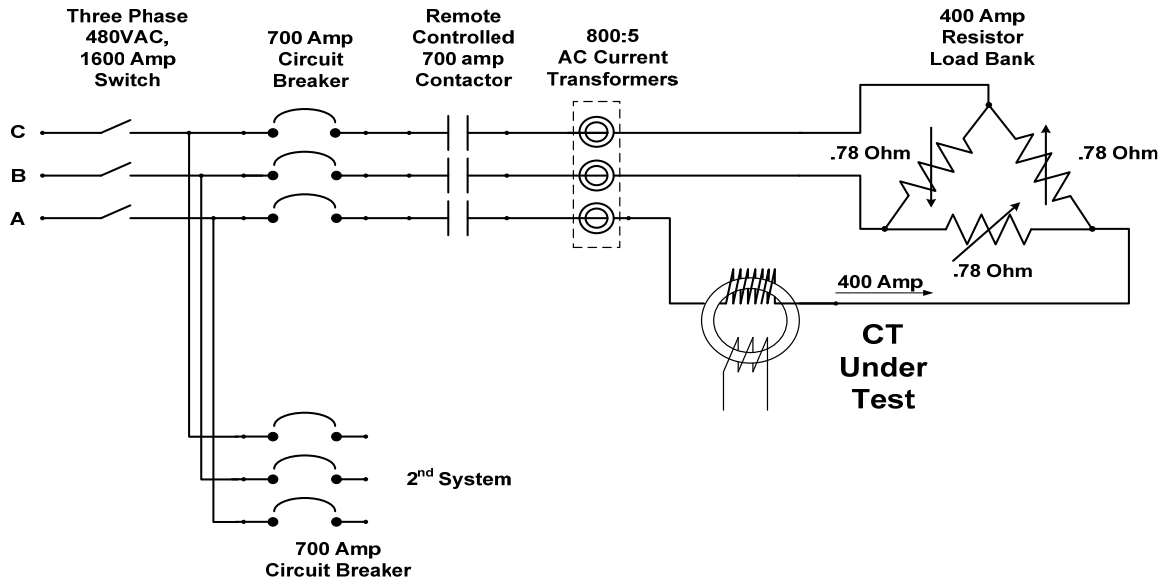 Three Phase
480VAC,
1600 Amp
Switch
700 Amp
Circuit
Breaker
Remote
Controlled
700 amp
Contactor
800:5
AC Current
Transformers
400 Amp
Resistor
Load Bank
C
B
A
.78 Ohm
.78 Ohm
.78 Ohm
400 Amp
CT
Under
Test
2nd System
700 Amp
Circuit Breaker